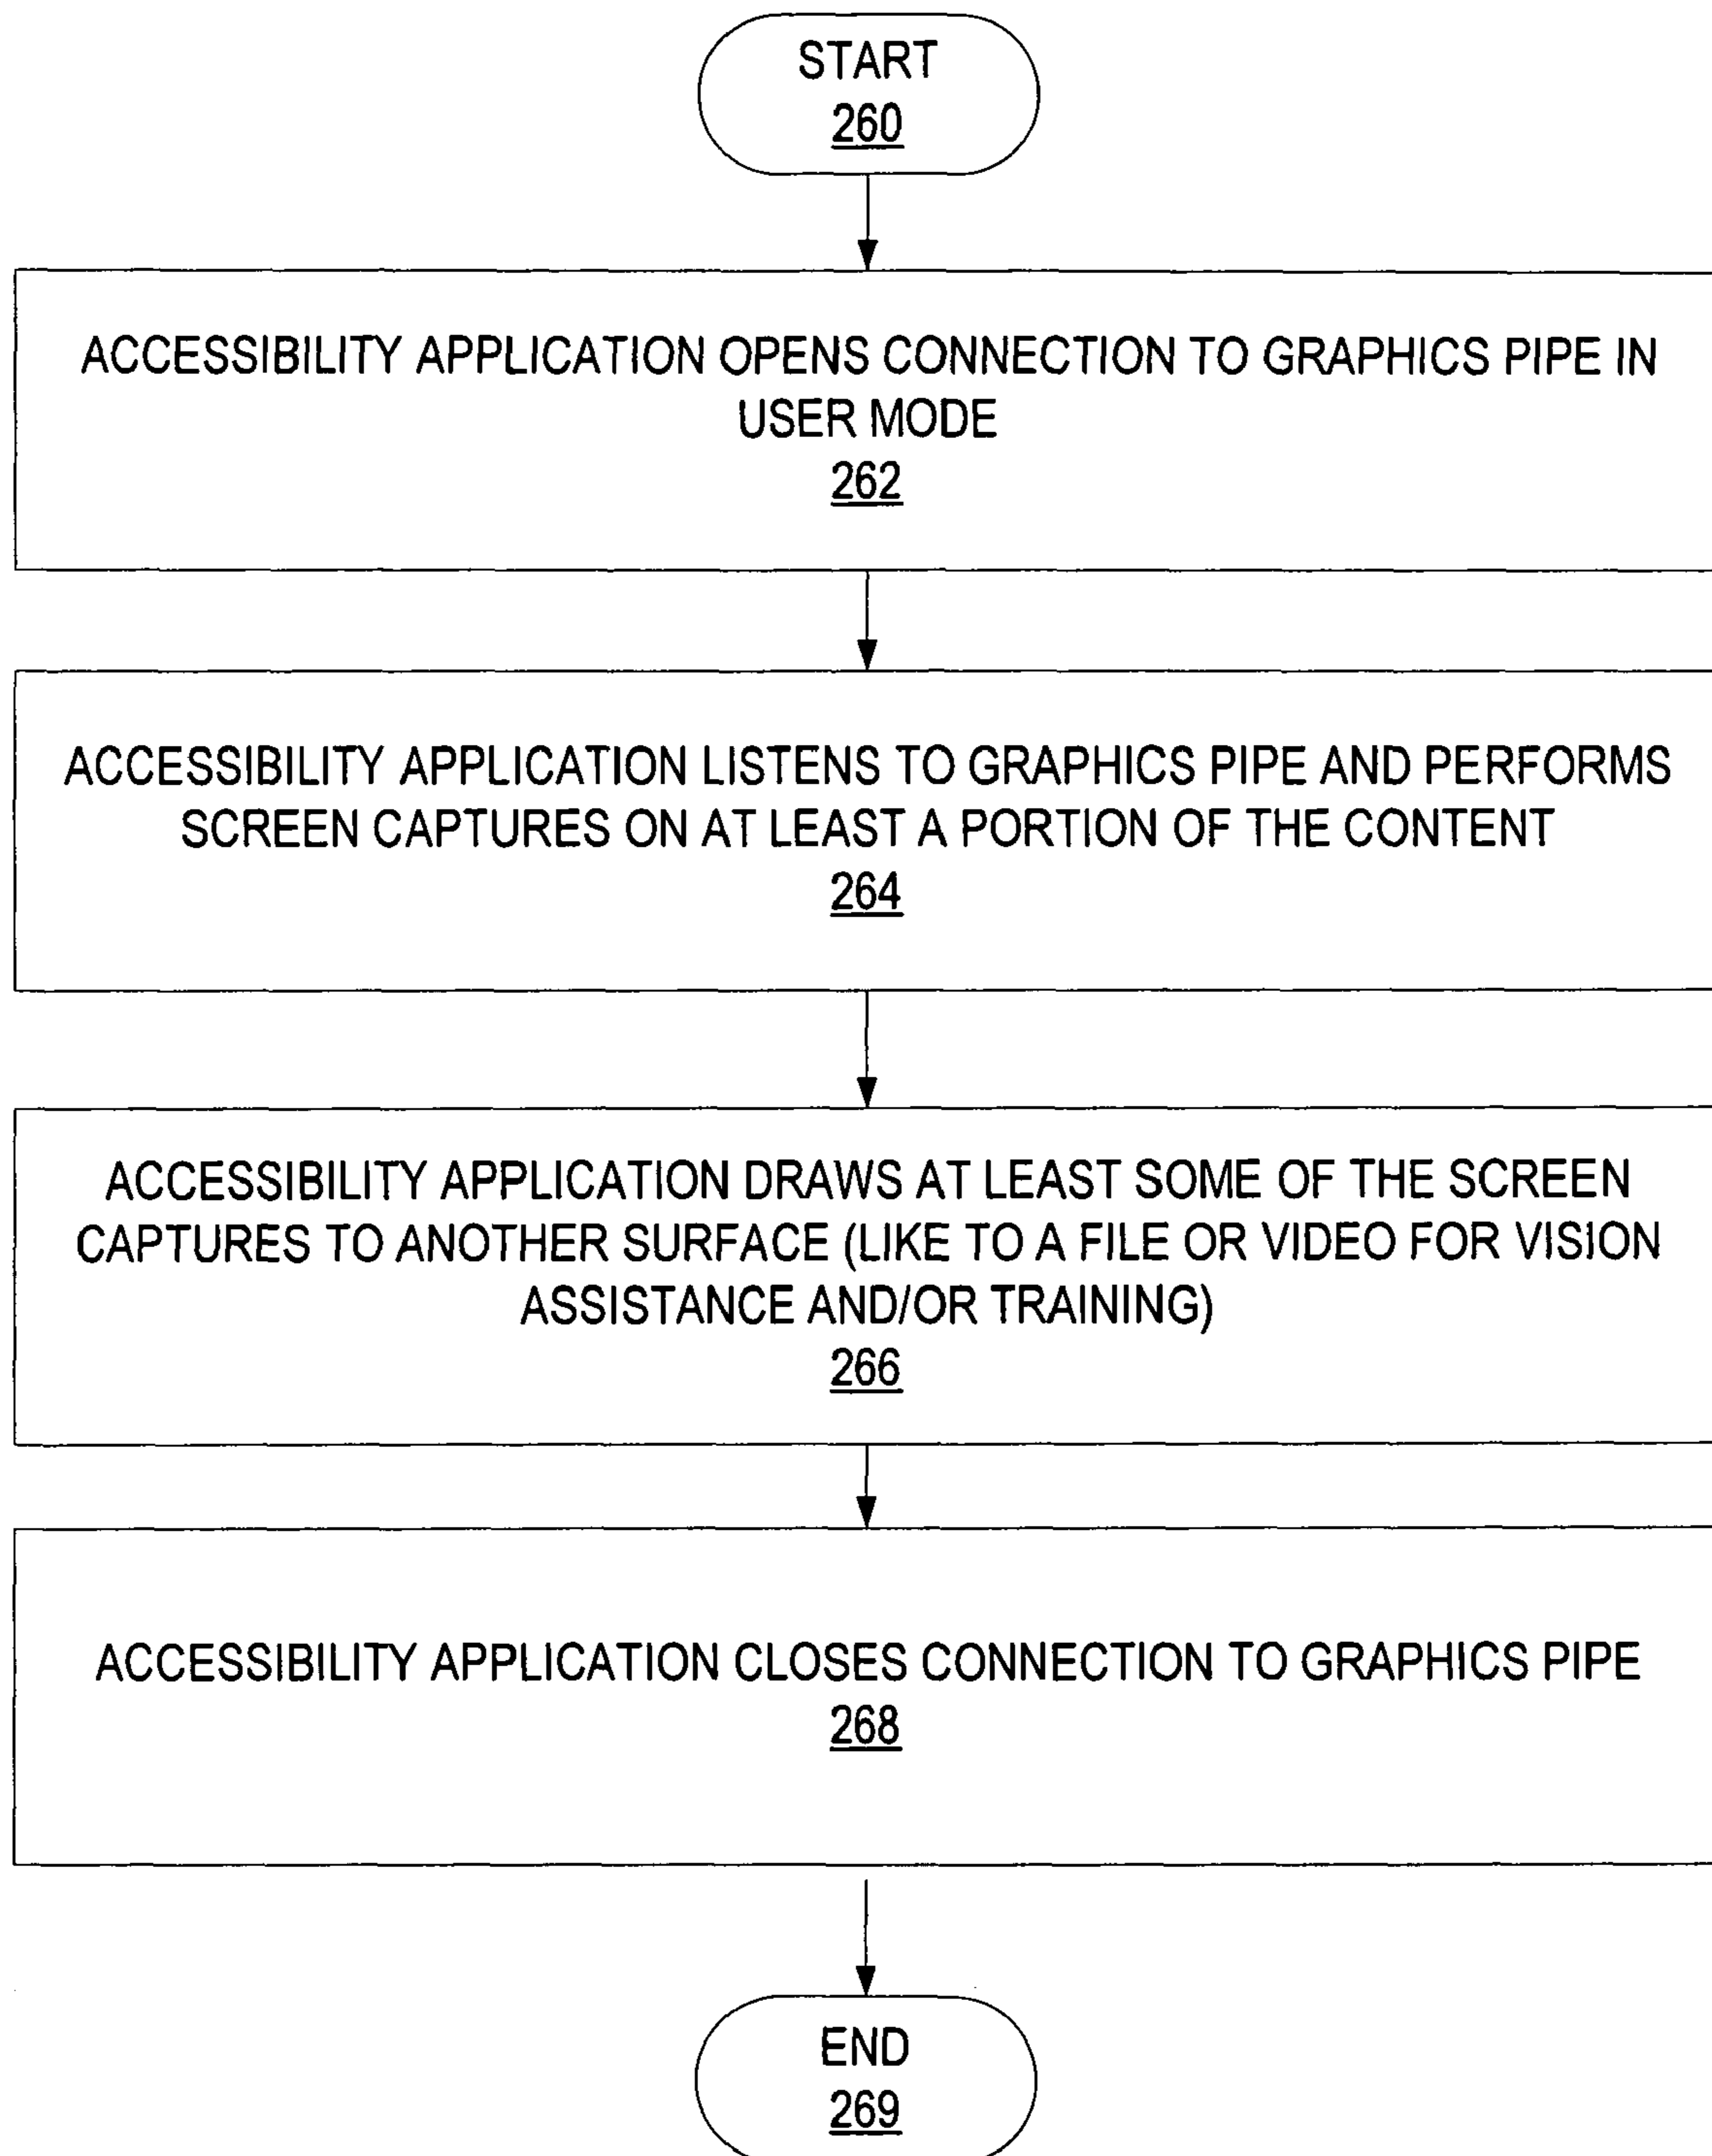 START
260
ACCESSIBILITY APPLICATION OPENS CONNECTION TO GRAPHICS PIPE IN
USER MODE
262
ACCESSIBILITY APPLICATION LISTENS TO GRAPHICS PIPE AND PERFORMS
SCREEN CAPTURES ON AT LEAST A PORTION OF THE CONTENT
264
ACCESSIBILITY APPLICATION DRAWS AT LEAST SOME OF THE SCREEN
CAPTURES TO ANOTHER SURFACE (LIKE TO A FILE OR VIDEO FOR VISION
ASSISTANCE AND/OR TRAINING)
266
ACCESSIBILITY APPLICATION CLOSES CONNECTION TO GRAPHICS PIPE
268
END
269